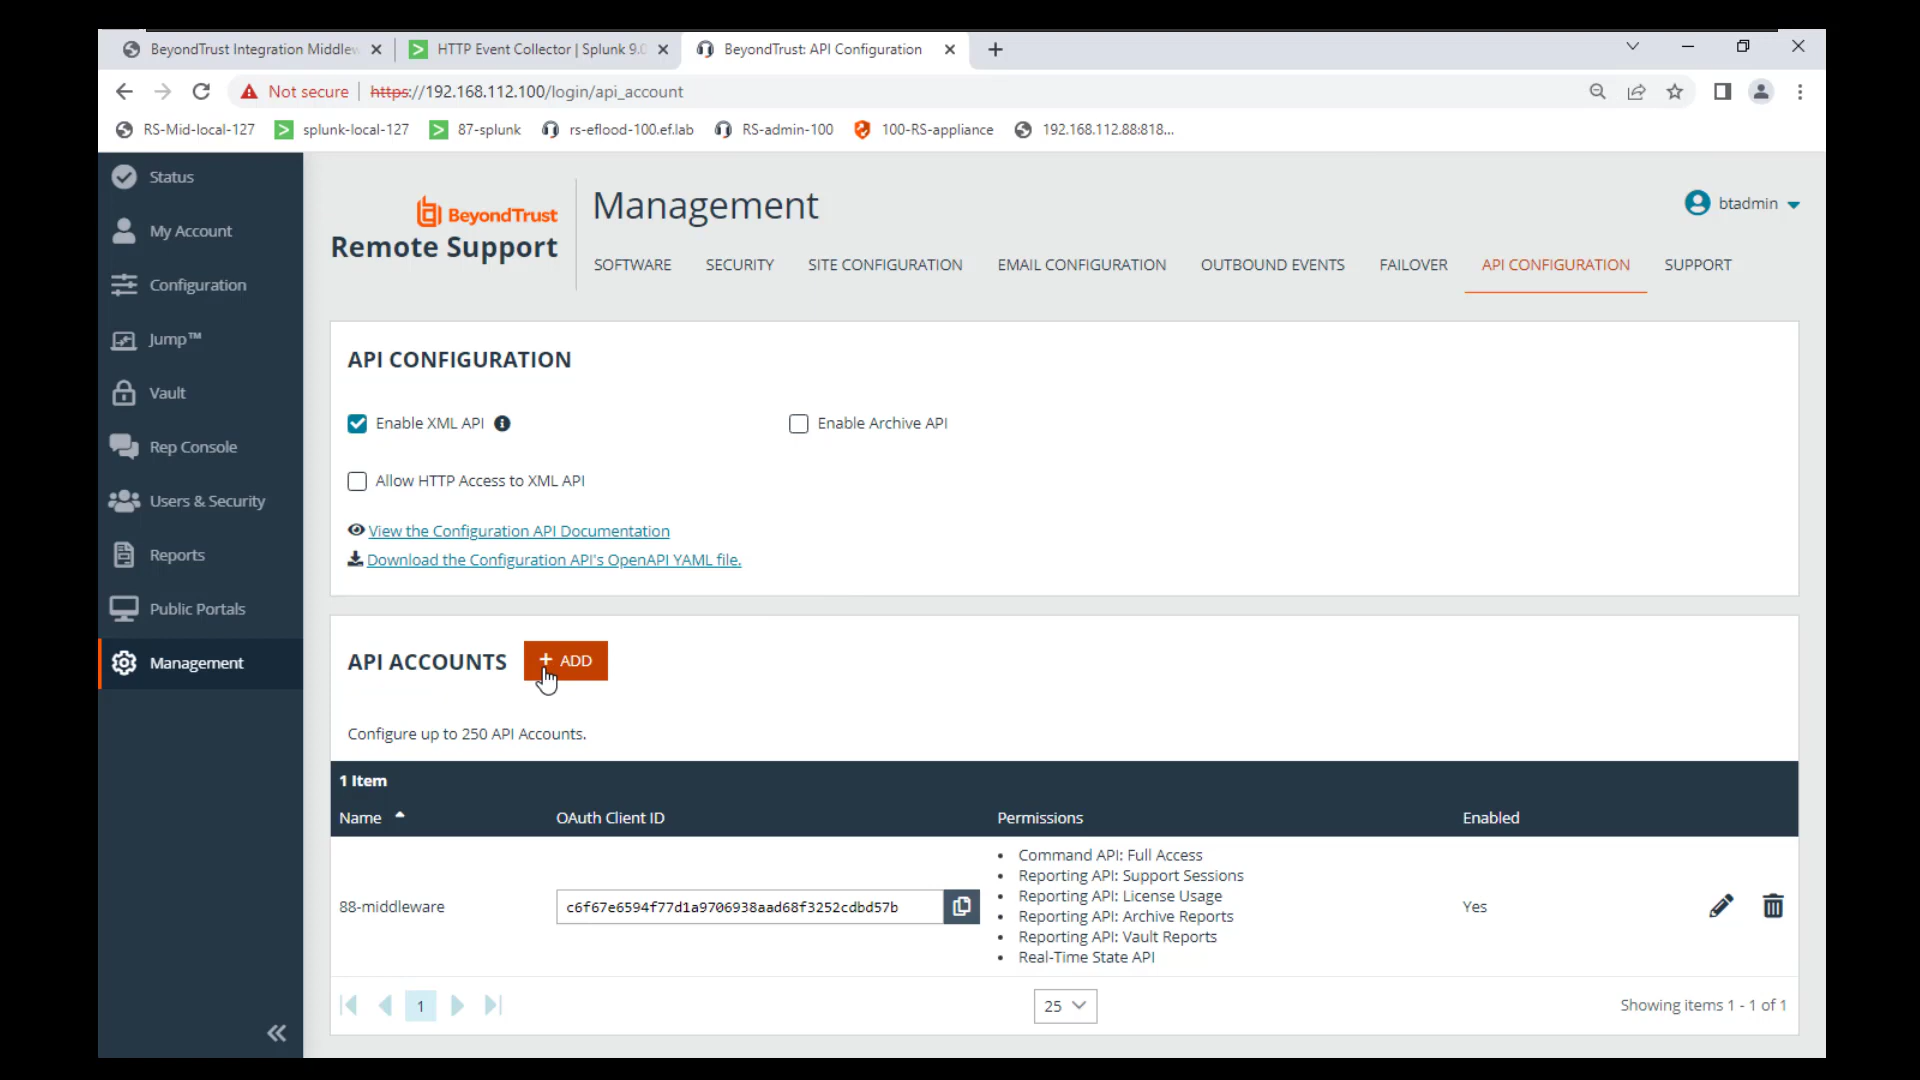 BeyondTrust Integration Middlew
HTTP Event Collector | Splunk 9.0
BeyondTrust: API Configuration
Not secure
https://192.168.112.100/login/api_account
RS-Mid-local-127
splunk-local-127
87-splunk
rs-eflood-100.ef.lab
RS-admin-100
100-RS-appliance
192.168.112.88:818...
Status
My Account
Configuration
Jump™
Vault
Rep Console
Users & Security
Reports
Public Portals
Management
BeyondTrust
Remote Support
Management
btadmin
SOFTWARE
SECURITY
SITE CONFIGURATION
EMAIL CONFIGURATION
OUTBOUND EVENTS
FAILOVER
API CONFIGURATION
SUPPORT
API CONFIGURATION
Enable XML API
Enable Archive API
Allow HTTP Access to XML API
View the Configuration API Documentation
Download the Configuration API's OpenAPI YAML file.
API ACCOUNTS
+ ADD
Configure up to 250 API Accounts.
1 Item
Name
OAuth Client ID
Permissions
Enabled
88-middleware
c6f67e6594f77d1a9706938aad68f3252cdbd57b
• Command API: Full Access
• Reporting API: Support Sessions
• Reporting API: License Usage
• Reporting API: Archive Reports
• Reporting API: Vault Reports
• Real-Time State API
Yes
1
25
Showing items 1 - 1 of 1